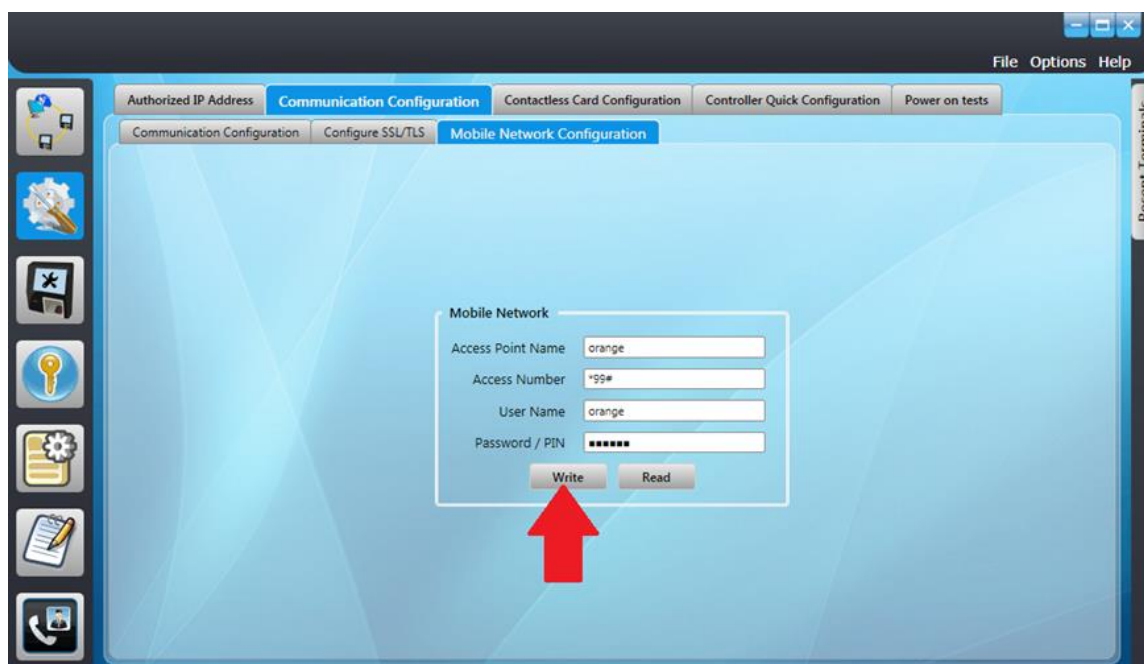 File Options Help
Authorized IP Address Communication Configuration Contactless Card Configuration Controller Quick Configuration Power on tests
Communication Configuration Configure SSL/TLS Mobile Network Configuration
Mobile Network
Access Point Name orange
Access Number *99#
User Name orange
Password / PIN ●●●●●●
Write Read